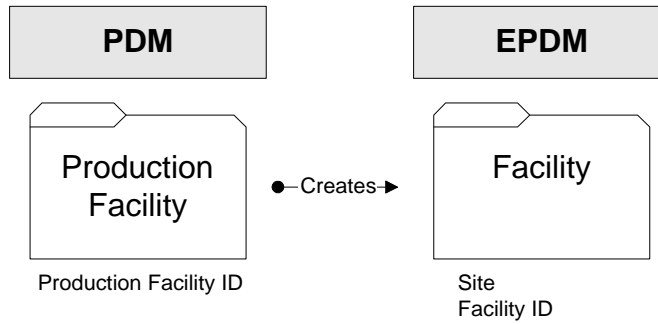 PDM
EPDM
Production
Facility
Creates
Facility
Production Facility ID
Site
Facility ID